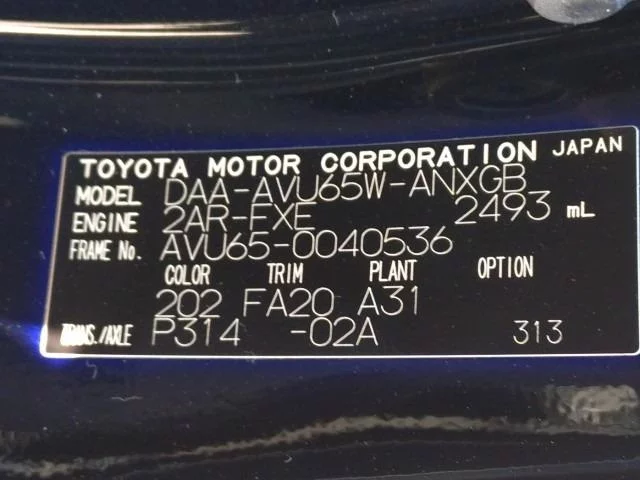 TOYOTA MOTOR CORPORATION JAPAN
MODEL DAA-AVU65W-ANXGB
ENGINE 2AR-FXE 2493 mL
FRAME No. AVU65-0040536
COLOR TRIM PLANT OPTION
202 FA20 A31
TRANS./AXLE P314 -02A 313